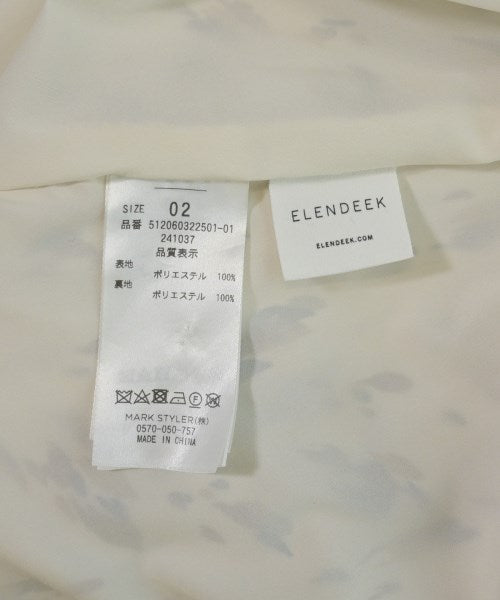 SIZE 02
品番 512060322501-01
241037
品質表示
表地
ポリエステル 100%
裏地
ポリエステル 100%
MARK STYLER(株)
0570-050-757
MADE IN CHINA
ELENDEEK
ELENDEEK.COM